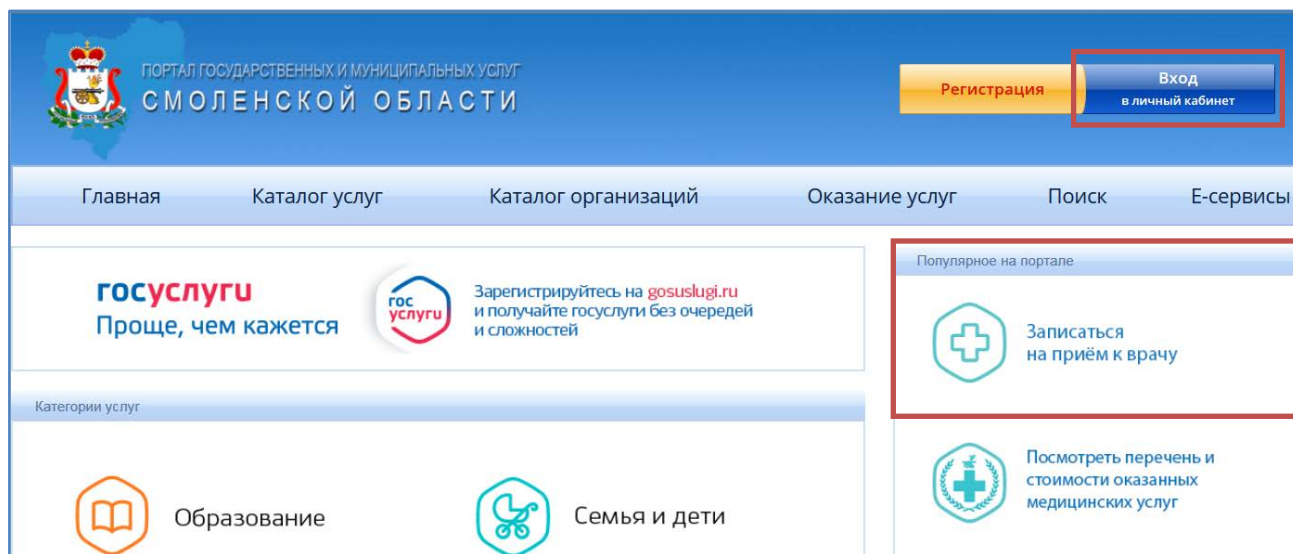 ПОРТАЛ ГОСУДАРСТВЕННЫХ И МУНИЦИПАЛЬНЫХ УСЛУГ
СМОЛЕНСКОЙ ОБЛАСТИ
Регистрация
Вход
в личный кабинет
Главная
Каталог услуг
Каталог организаций
Оказание услуг
Поиск
Е-сервисы
госуслуги
Проще, чем кажется
гос
услуги
Зарегистрируйтесь на gosuslugi.ru
и получайте госуслуги без очередей
и сложностей
Категории услуг
Образование
Семья и дети
Популярное на портале
Записаться
на приём к врачу
Посмотреть перечень и
стоимости оказанных
медицинских услуг